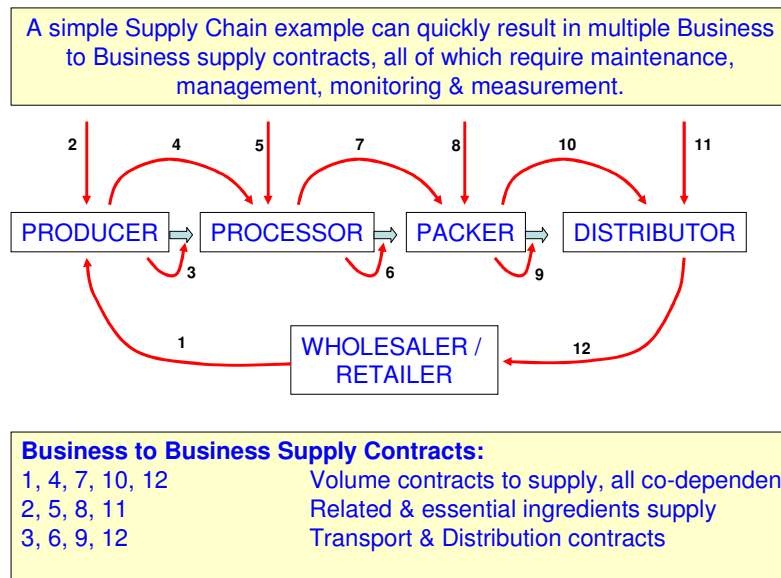 A simple Supply Chain example can quickly result in multiple Business
to Business supply contracts, all of which require maintenance,
management, monitoring & measurement.
2 4 5 7 8 10 11
PRODUCER PROCESSOR PACKER DISTRIBUTOR
3 6 9
1 12
WHOLESALER /
RETAILER
Business to Business Supply Contracts:
1, 4, 7, 10, 12 Volume contracts to supply, all co-dependen
2, 5, 8, 11 Related & essential ingredients supply
3, 6, 9, 12 Transport & Distribution contracts